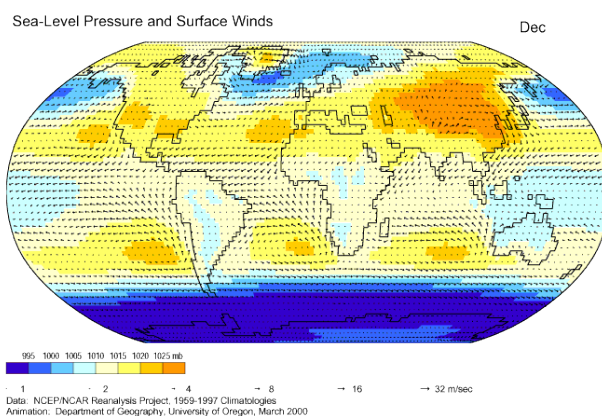 Sea-Level Pressure and Surface Winds
Dec
995 1000 1005 1010 1015 1020 1025 mb
· 1 → 2 → 4 → 8 → 16 → 32 m/sec
Data: NCEP/NCAR Reanalysis Project, 1959-1997 Climatologies
Animation: Department of Geography, University of Oregon, March 2000